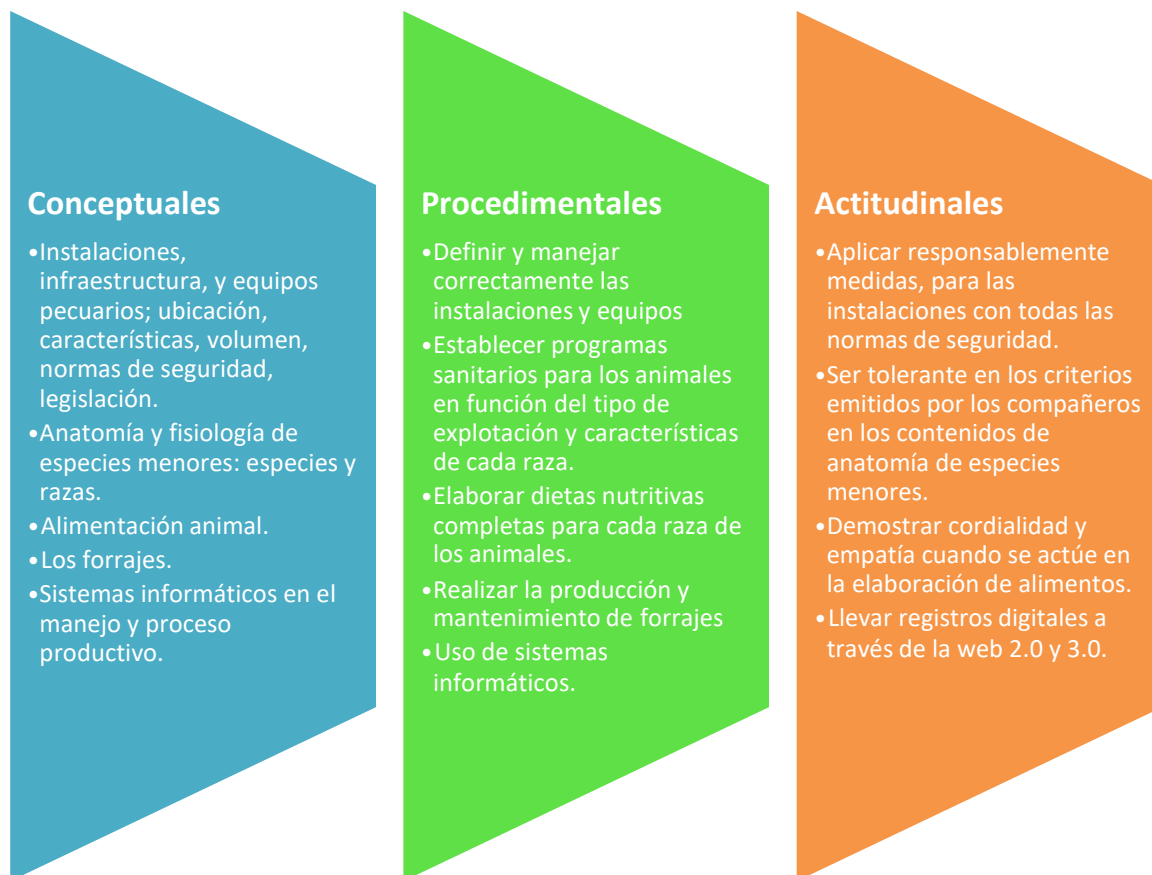 Conceptuales
•Instalaciones,
infraestructura, y equipos
pecuarios; ubicación,
características, volumen,
normas de seguridad,
legislación.
•Anatomía y fisiología de
especies menores: especies y
razas.
•Alimentación animal.
•Los forrajes.
•Sistemas informáticos en el
manejo y proceso
productivo.
Procedimentales
•Definir y manejar
correctamente las
instalaciones y equipos
•Establecer programas
sanitarios para los animales
en función del tipo de
explotación y características
de cada raza.
•Elaborar dietas nutritivas
completas para cada raza de
los animales.
•Realizar la producción y
mantenimiento de forrajes
•Uso de sistemas
informáticos.
Actitudinales
•Aplicar responsablemente
medidas, para las
instalaciones con todas las
normas de seguridad.
•Ser tolerante en los criterios
emitidos por los compañeros
en los contenidos de
anatomía de especies
menores.
•Demostrar cordialidad y
empatía cuando se actúe en
la elaboración de alimentos.
•Llevar registros digitales a
través de la web 2.0 y 3.0.